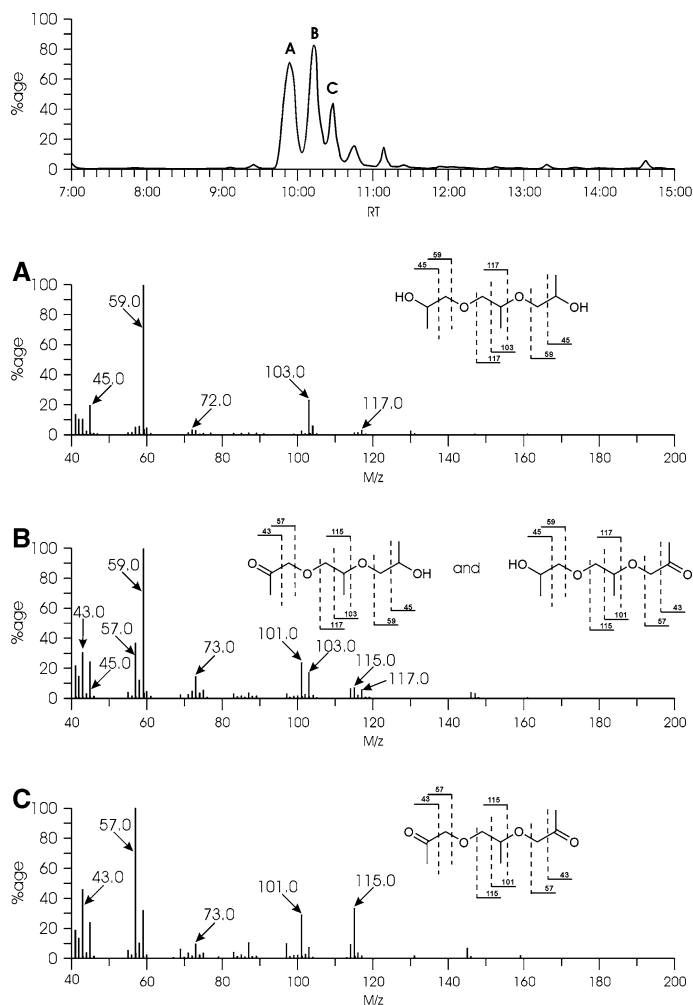 100
80
60
40
20
0
%age
A
B
C
7:00 8:00 9:00 10:00 11:00 12:00 13:00 14:00 15:00
RT
A
100
80
60
40
20
0
%age
59.0
45.0
72.0
103.0
117.0
59
45
117
HO
O
O
OH
117
103
59
45
40 60 80 100 120 140 160 180 200
M/z
B
100
80
60
40
20
0
%age
59.0
43.0
57.0
45.0
73.0
101.0
103.0
115.0
117.0
57
43
115
O
O
O
OH
117
103
59
45
and
59
45
117
HO
O
O
O
115
101
57
43
40 60 80 100 120 140 160 180 200
M/z
C
100
80
60
40
20
0
%age
57.0
43.0
73.0
101.0
115.0
57
43
115
O
O
O
O
115
101
57
43
40 60 80 100 120 140 160 180 200
M/z